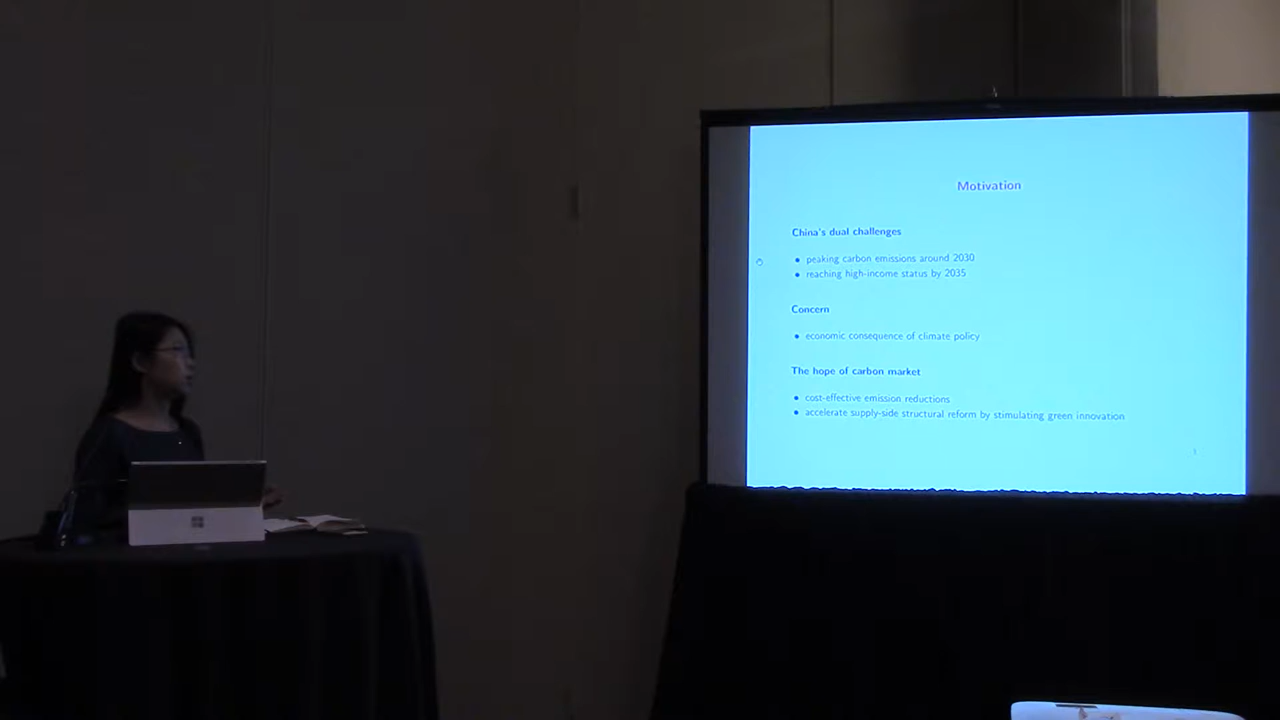 Motivation
China's dual challenges
• peaking carbon emissions around 2030
• reaching high-income status by 2035
Concern
• economic consequence of climate policy
The hope of carbon market
• cost-effective emission reductions
• accelerate supply-side structural reform by stimulating green innovation
1